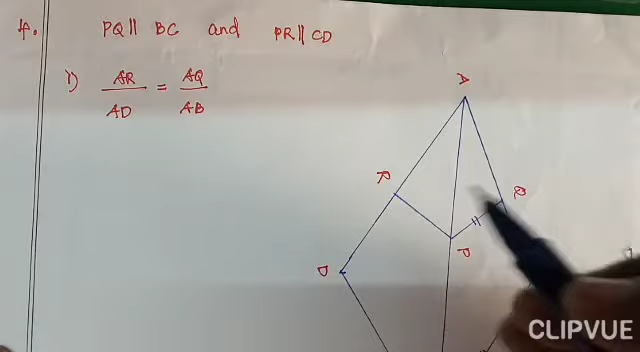 4. PQ || BC and PR || CD
i) AR/AD = AQ/AB
A
R
Q
P
D
CLIPVUE